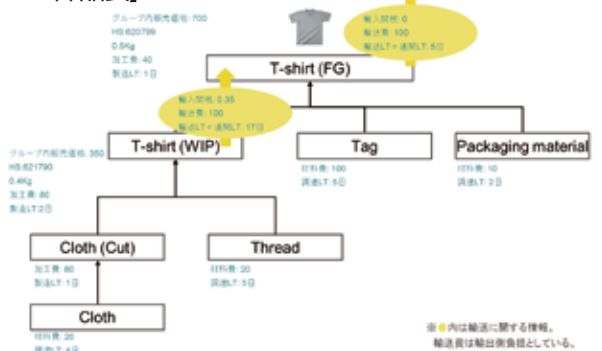 グループ内販売価格: 700
HS:620799
0.5Kg
加工費: 40
製造LT: 1日
輸入関税: 0
輸送費: 100
輸送LT + 通関LT: 5日
T-shirt (FG)
輸入関税: 0.35
輸送費: 100
輸送LT + 通関LT: 17日
グループ内販売価格: 350
HS:621790
0.4Kg
加工費: 80
製造LT:2日
T-shirt (WIP)
Tag
Packaging material
材料費: 100
調達LT: 5日
材料費: 10
調達LT: 2日
Cloth (Cut)
Thread
加工費: 80
製造LT: 1日
材料費: 20
調達LT: 5日
Cloth
材料費: 20
※●内は輸送に関する情報。
輸送費は輸出側負担としている。